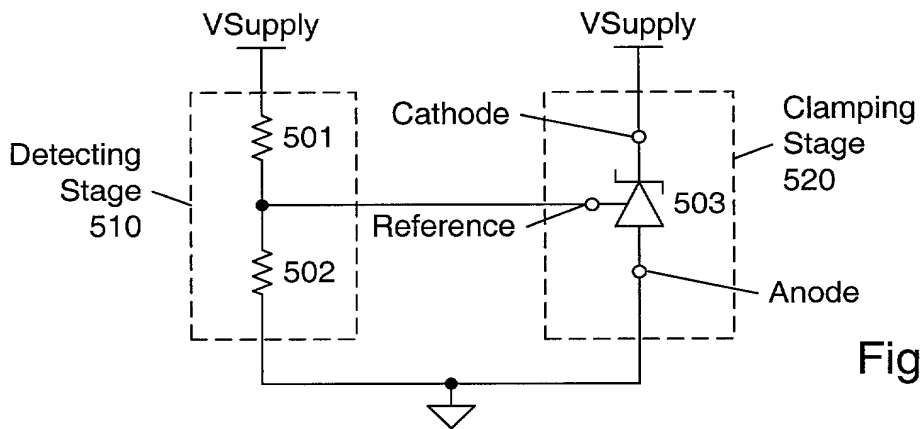 VSupply
VSupply
Detecting
Stage
510
501
502
Cathode
Reference
503
Clamping
Stage
520
Anode
Fig